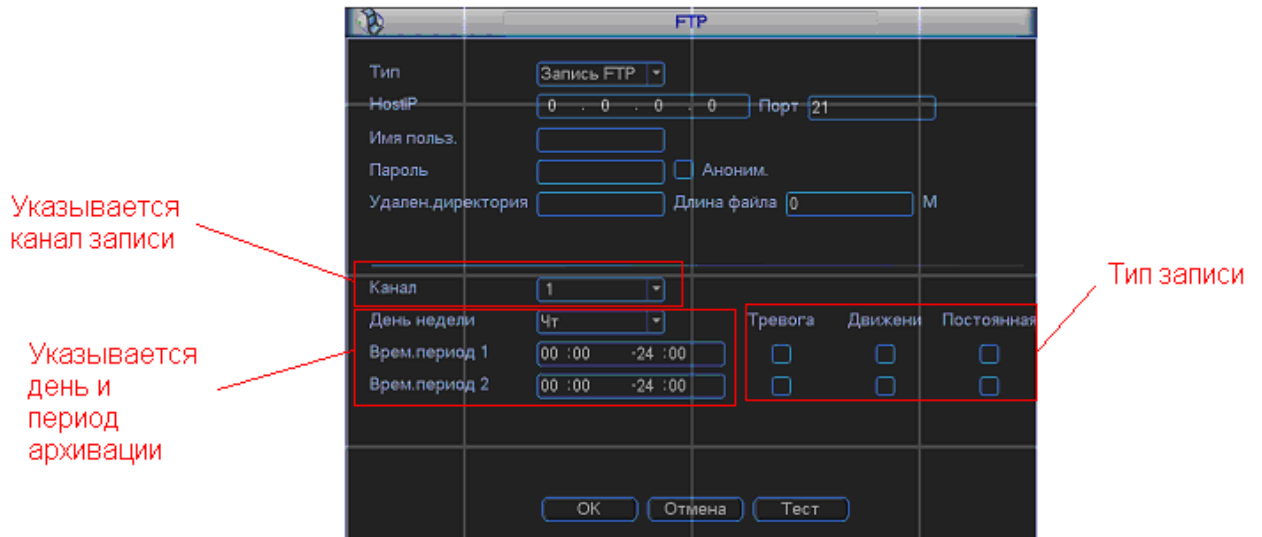 FTP
Тип Запись FTP
HostIP 0 . 0 . 0 . 0 Порт 21
Имя польз.
Пароль Аноним.
Удален.директория Длина файла 0 М
Указывается
канал записи
Канал 1
Тип записи
День недели Чт Тревога Движени Постоянная
Врем.период 1 00 :00 -24 :00
Врем.период 2 00 :00 -24 :00
Указывается
день и
период
архивации
OK Отмена Тест